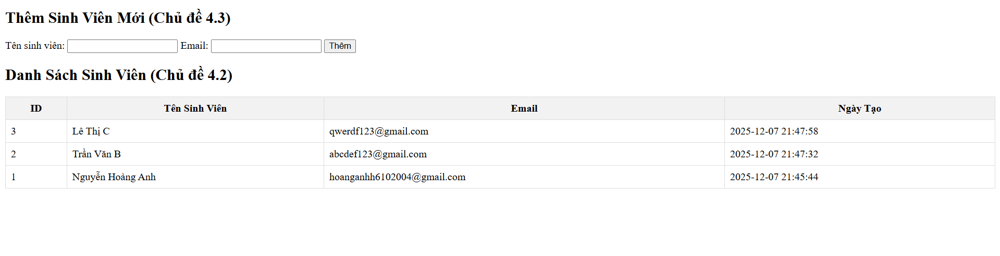 Thêm Sinh Viên Mới (Chủ đề 4.3)
Tên sinh viên: Email: Thêm
Danh Sách Sinh Viên (Chủ đề 4.2)
ID Tên Sinh Viên Email Ngày Tạo
3 Lê Thị C qwerdf123@gmail.com 2025-12-07 21:47:58
2 Trần Văn B abcdef123@gmail.com 2025-12-07 21:47:32
1 Nguyễn Hoàng Anh hoanganhh6102004@gmail.com 2025-12-07 21:45:44